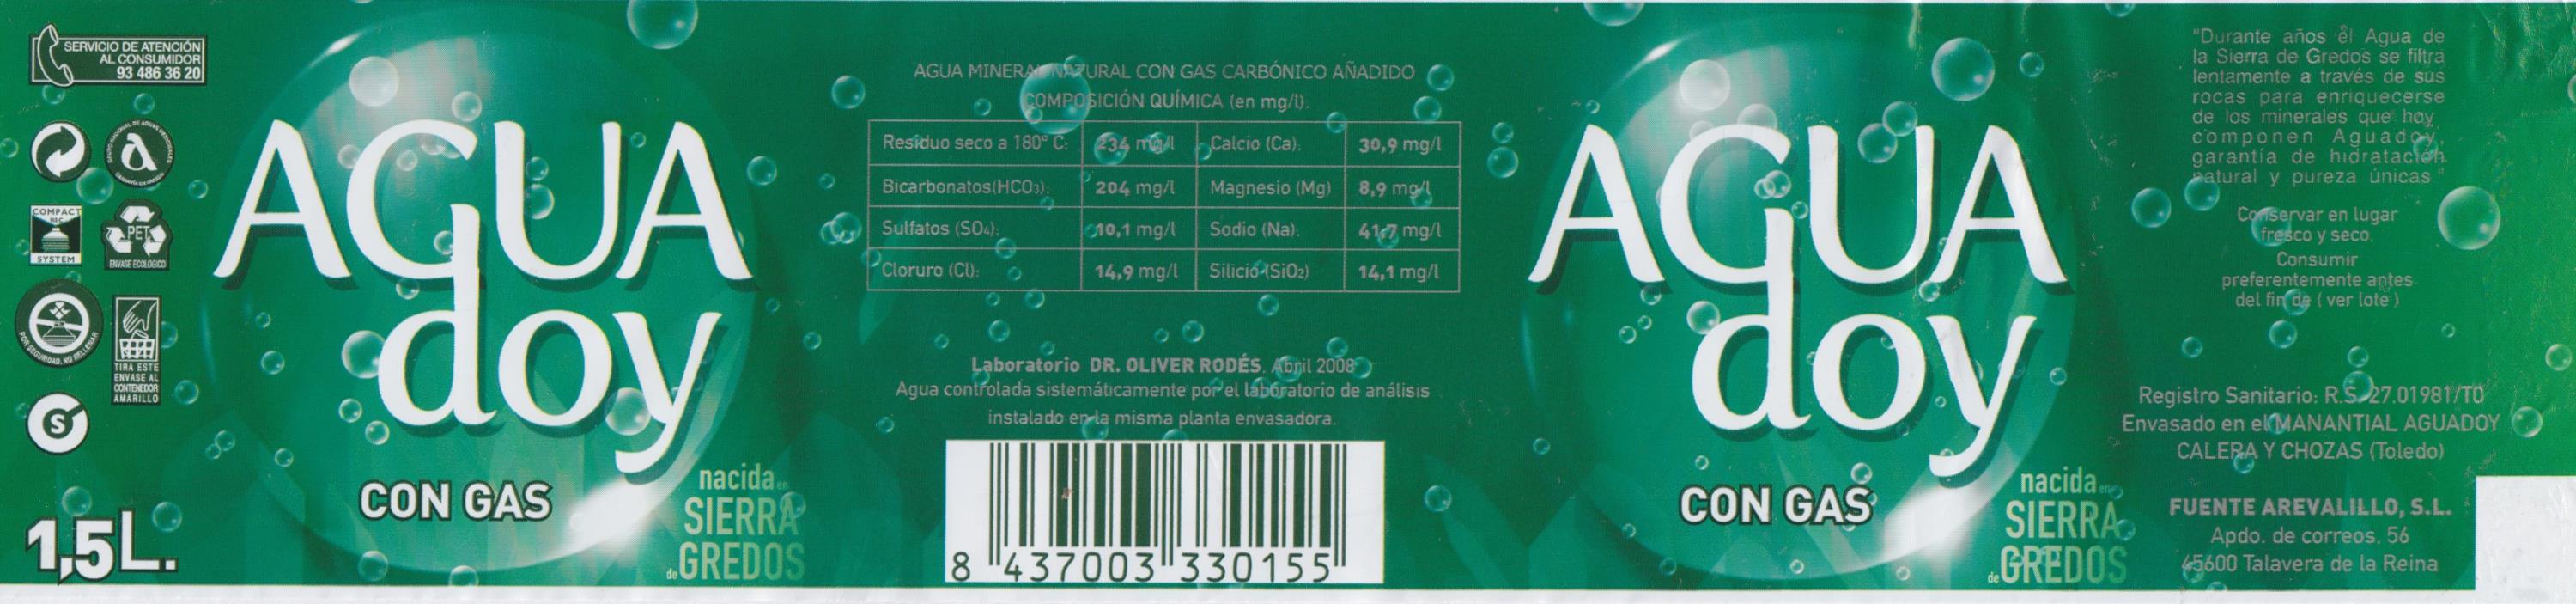 SERVICIO DE ATENCIÓN
AL CONSUMIDOR
93 486 36 20
COMPACT
REC
SYSTEM
PET
ENVASE ECOLOGICO
POR SEGURIDAD, NO RELLENAR
TIRA ESTE
ENVASE AL
CONTENEDOR
AMARILLO
S
1,5L.
AGUA
doy
CON GAS
nacida en
SIERRA
de GREDOS
AGUA MINERAL NATURAL CON GAS CARBÓNICO AÑADIDO
COMPOSICIÓN QUÍMICA (en mg/l).
Residuo seco a 180º C: 234 mg/l Calcio (Ca). 30,9 mg/l
Bicarbonatos(HCO3). 204 mg/l Magnesio (Mg) 8,9 mg/l
Sulfatos (SO4). 10,1 mg/l Sodio (Na). 41,7 mg/l
Cloruro (Cl): 14,9 mg/l Silicio (SiO2) 14,1 mg/l
Laboratorio DR. OLIVER RODÉS. Abril 2008
Agua controlada sistemáticamente por el laboratorio de análisis
instalado en la misma planta envasadora.
8 437003 330155
AGUA
doy
CON GAS
nacida en
SIERRA
de GREDOS
"Durante años el Agua de
la Sierra de Gredos se filtra
lentamente a través de sus
rocas para enriquecerse
de los minerales que hoy
componen Aguadoy,
garantía de hidratación
natural y pureza únicas"
Conservar en lugar
fresco y seco.
Consumir
preferentemente antes
del fin de ( ver lote )
Registro Sanitario: R.S. 27.01981/TO
Envasado en el MANANTIAL AGUADOY
CALERA Y CHOZAS (Toledo)
FUENTE AREVALILLO, S.L.
Apdo. de correos. 56
45600 Talavera de la Reina